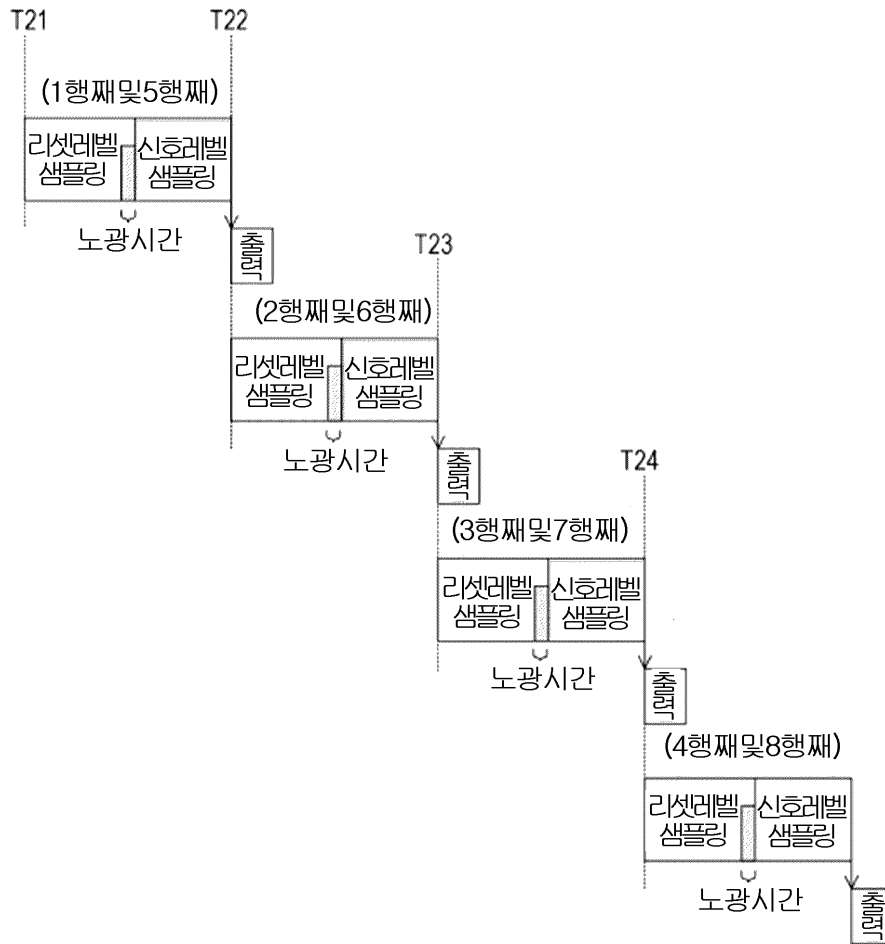 T21
T22
(1행째및5행째)
리셋레벨
샘플링
신호레벨
샘플링
노광시간
출력
T23
(2행째및6행째)
리셋레벨
샘플링
신호레벨
샘플링
노광시간
출력
T24
(3행째및7행째)
리셋레벨
샘플링
신호레벨
샘플링
노광시간
출력
(4행째및8행째)
리셋레벨
샘플링
신호레벨
샘플링
노광시간
출력